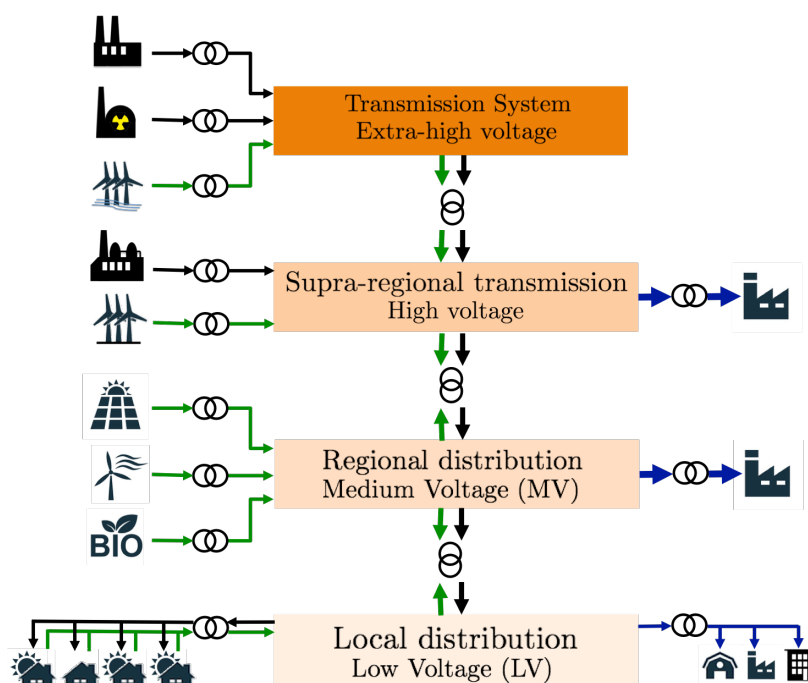 Transmission System
Extra-high voltage
Supra-regional transmission
High voltage
Regional distribution
Medium Voltage (MV)
BIO
Local distribution
Low Voltage (LV)